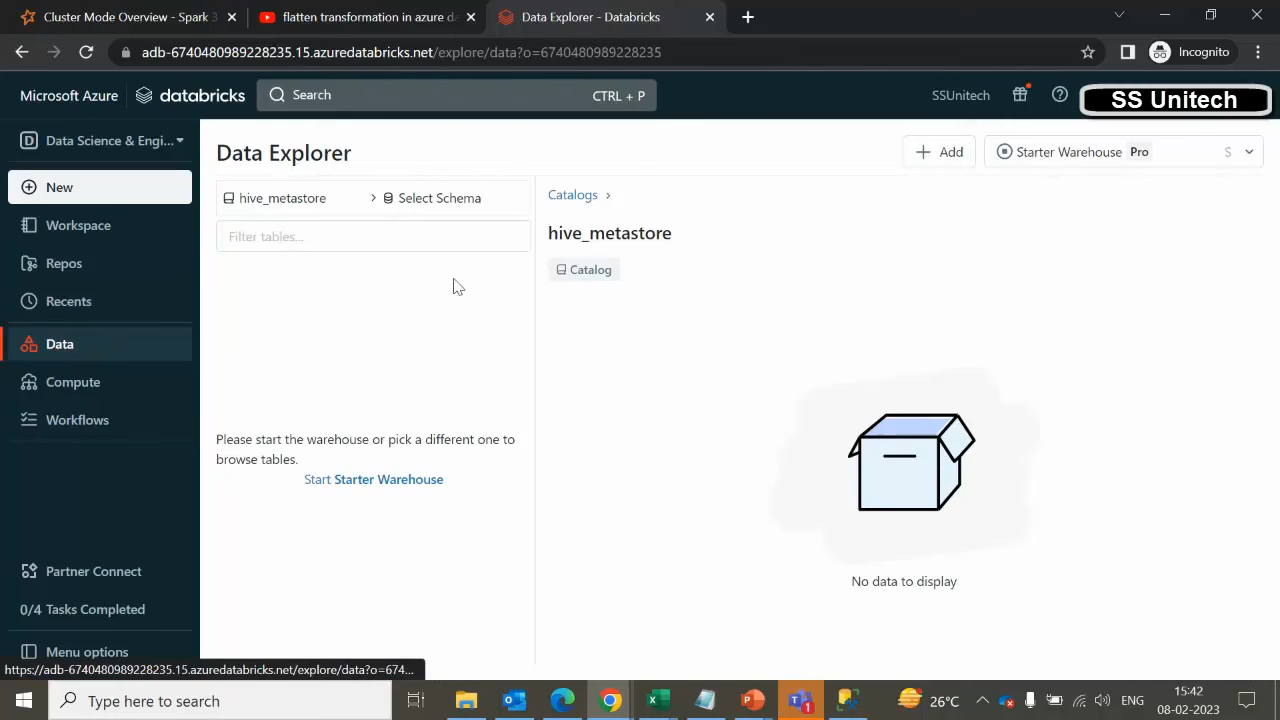 Cluster Mode Overview - Spark 3
flatten transformation in azure da
Data Explorer - Databricks
adb-6740480989228235.15.azuredatabricks.net/explore/data?o=6740480989228235
Incognito
Microsoft Azure
databricks
Search
CTRL + P
SSUnitech
SS Unitech
Data Science & Engi...
New
Workspace
Repos
Recents
Data
Compute
Workflows
Partner Connect
0/4 Tasks Completed
Menu options
Data Explorer
Add
Starter Warehouse
Pro
S
hive_metastore
Select Schema
Filter tables...
Please start the warehouse or pick a different one to
browse tables.
Start Starter Warehouse
Catalogs
hive_metastore
Catalog
No data to display
https://adb-6740480989228235.15.azuredatabricks.net/explore/data?o=674...
Type here to search
1
26°C
ENG
15:42
08-02-2023